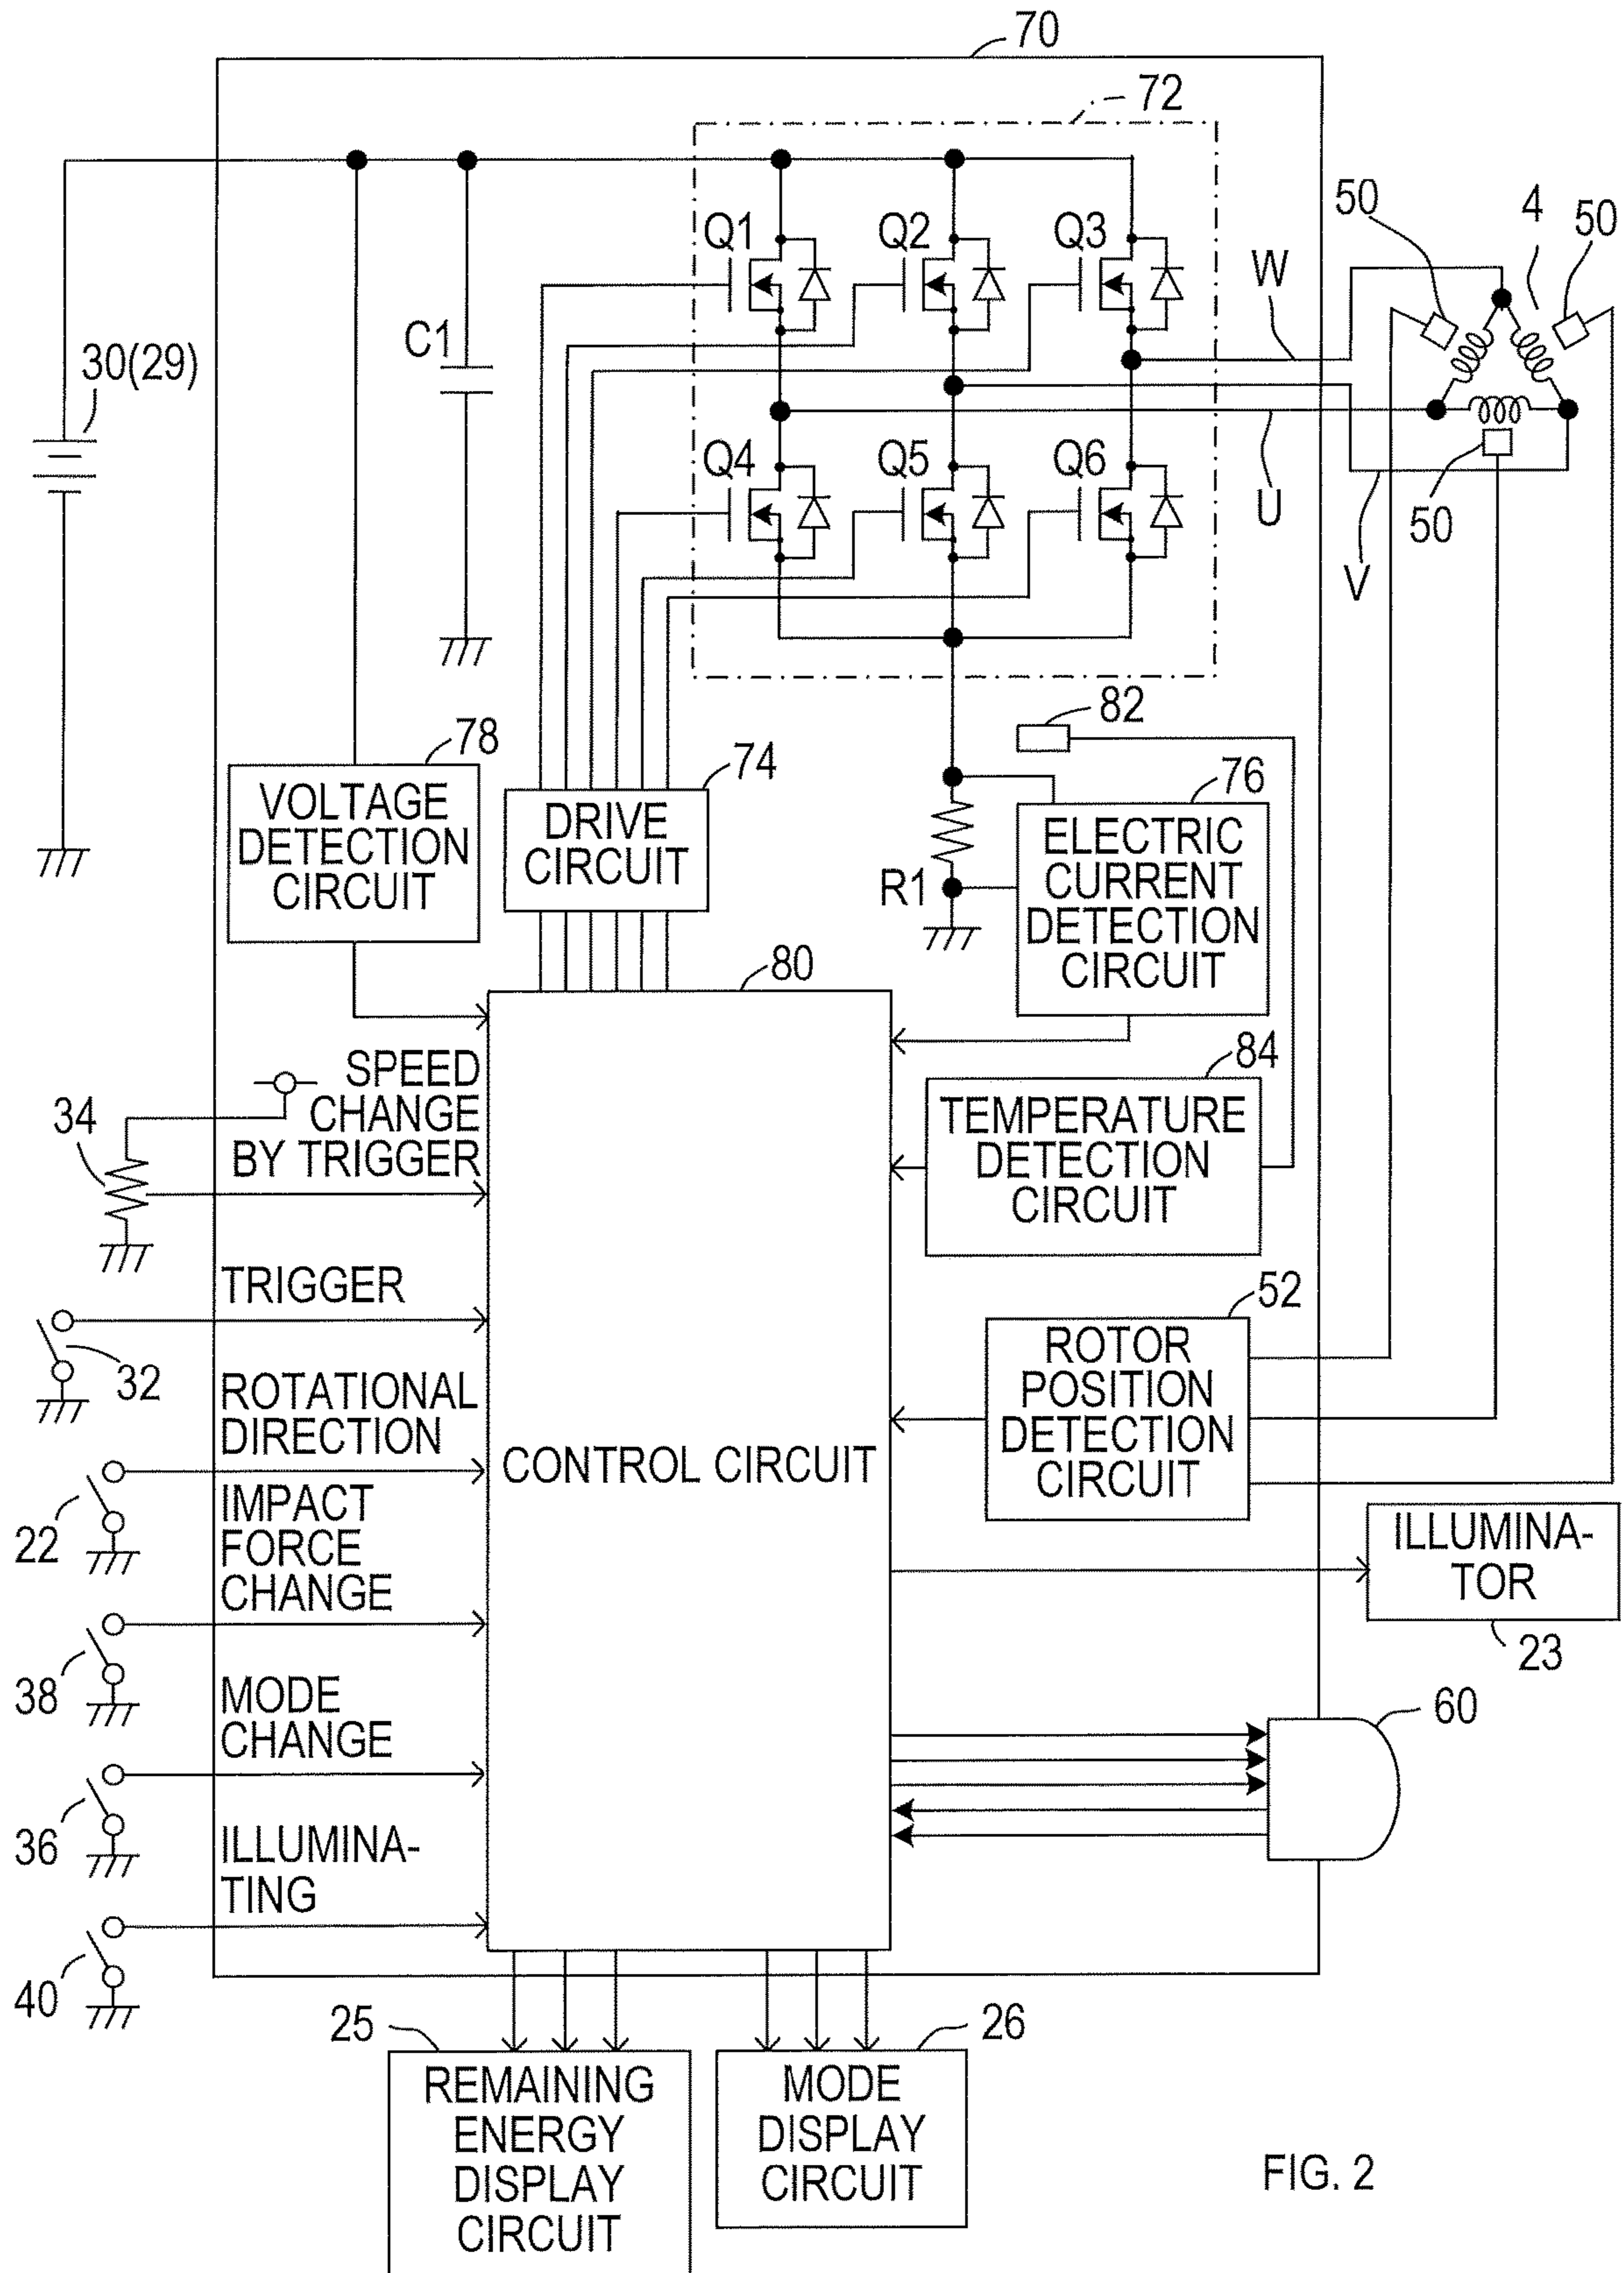 70
72
Q1
Q2
Q3
50
4
50
W
C1
30(29)
Q4
Q5
Q6
50
U
V
82
78
74
76
VOLTAGE
DETECTION
CIRCUIT
DRIVE
CIRCUIT
R1
ELECTRIC
CURRENT
DETECTION
CIRCUIT
80
84
SPEED
CHANGE
BY TRIGGER
34
TEMPERATURE
DETECTION
CIRCUIT
TRIGGER
32
52
ROTOR
POSITION
DETECTION
CIRCUIT
ROTATIONAL
DIRECTION
22
CONTROL CIRCUIT
IMPACT
FORCE
CHANGE
38
ILLUMINA-
TOR
23
MODE
CHANGE
36
60
ILLUMINA-
TING
40
25
26
REMAINING
ENERGY
DISPLAY
CIRCUIT
MODE
DISPLAY
CIRCUIT
FIG. 2